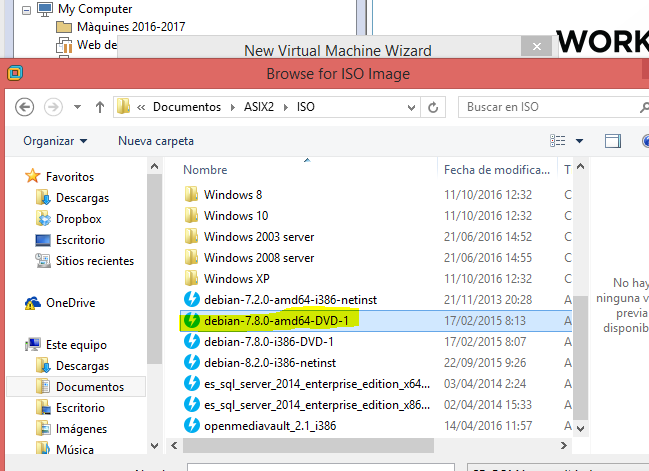 My Computer
Màquines 2016-2017
Web de
WORK
New Virtual Machine Wizard
Browse for ISO Image
Documentos ASIX2 ISO
Buscar en ISO
Organizar Nueva carpeta
Nombre Fecha de modifica... T
Favoritos
Descargas
Dropbox
Escritorio
Sitios recientes
OneDrive
Este equipo
Descargas
Documentos
Escritorio
Imágenes
Música
Windows 8 11/10/2016 12:32 C
Windows 10 11/10/2016 12:32 C
Windows 2003 server 21/06/2016 14:52 C
Windows 2008 server 21/06/2016 14:55 C
Windows XP 11/10/2016 12:32 C
debian-7.2.0-amd64-i386-netinst 21/11/2013 20:28 A
debian-7.8.0-amd64-DVD-1 17/02/2015 8:13 A
debian-7.8.0-i386-DVD-1 17/02/2015 8:07 A
debian-8.2.0-i386-netinst 22/09/2015 9:26 A
es_sql_server_2014_enterprise_edition_x64... 03/04/2014 2:24 A
es_sql_server_2014_enterprise_edition_x86... 02/04/2014 15:33 A
openmediavault_2.1_i386 14/04/2016 11:57 A
No hay
ninguna v
previa
disponib